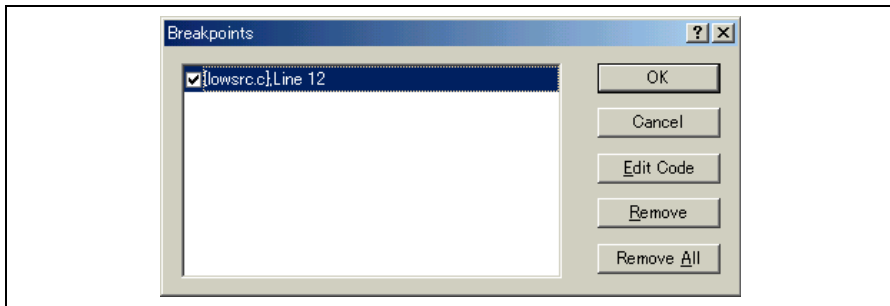 Breakpoints
{lowsrc.c},Line 12
OK
Cancel
Edit Code
Remove
Remove All